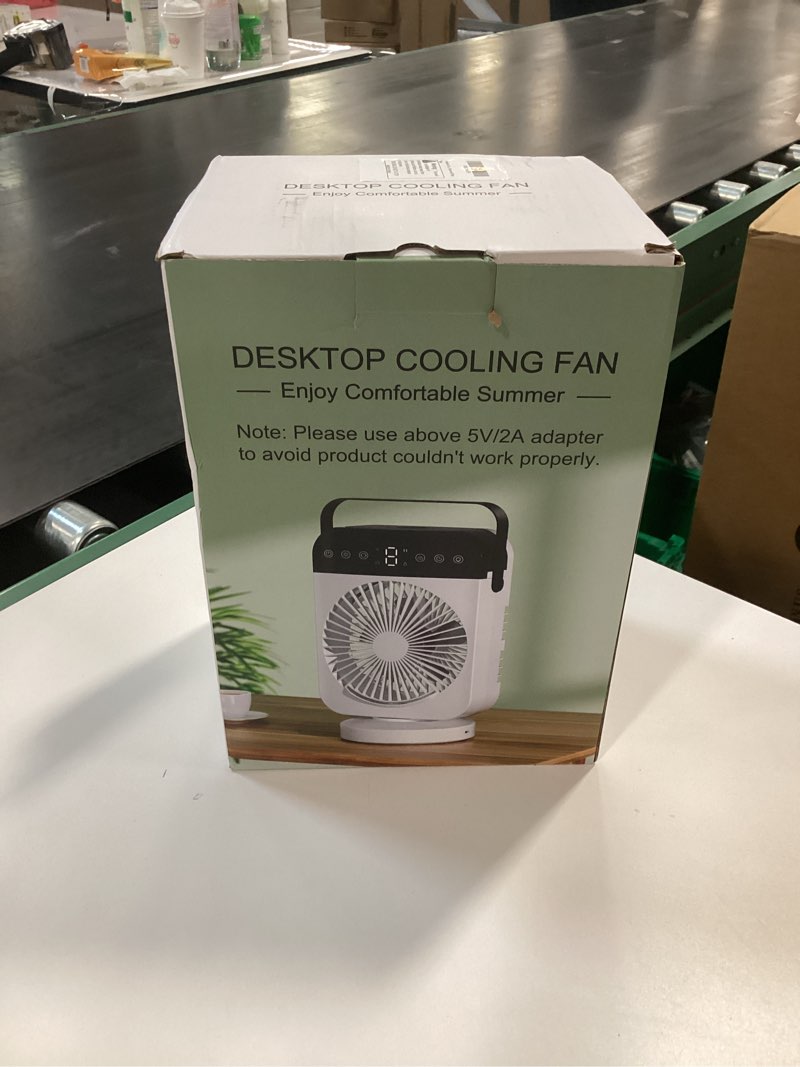 DESKTOP COOLING FAN
Enjoy Comfortable Summer
DESKTOP COOLING FAN
Enjoy Comfortable Summer
Note: Please use above 5V/2A adapter
to avoid product couldn't work properly.